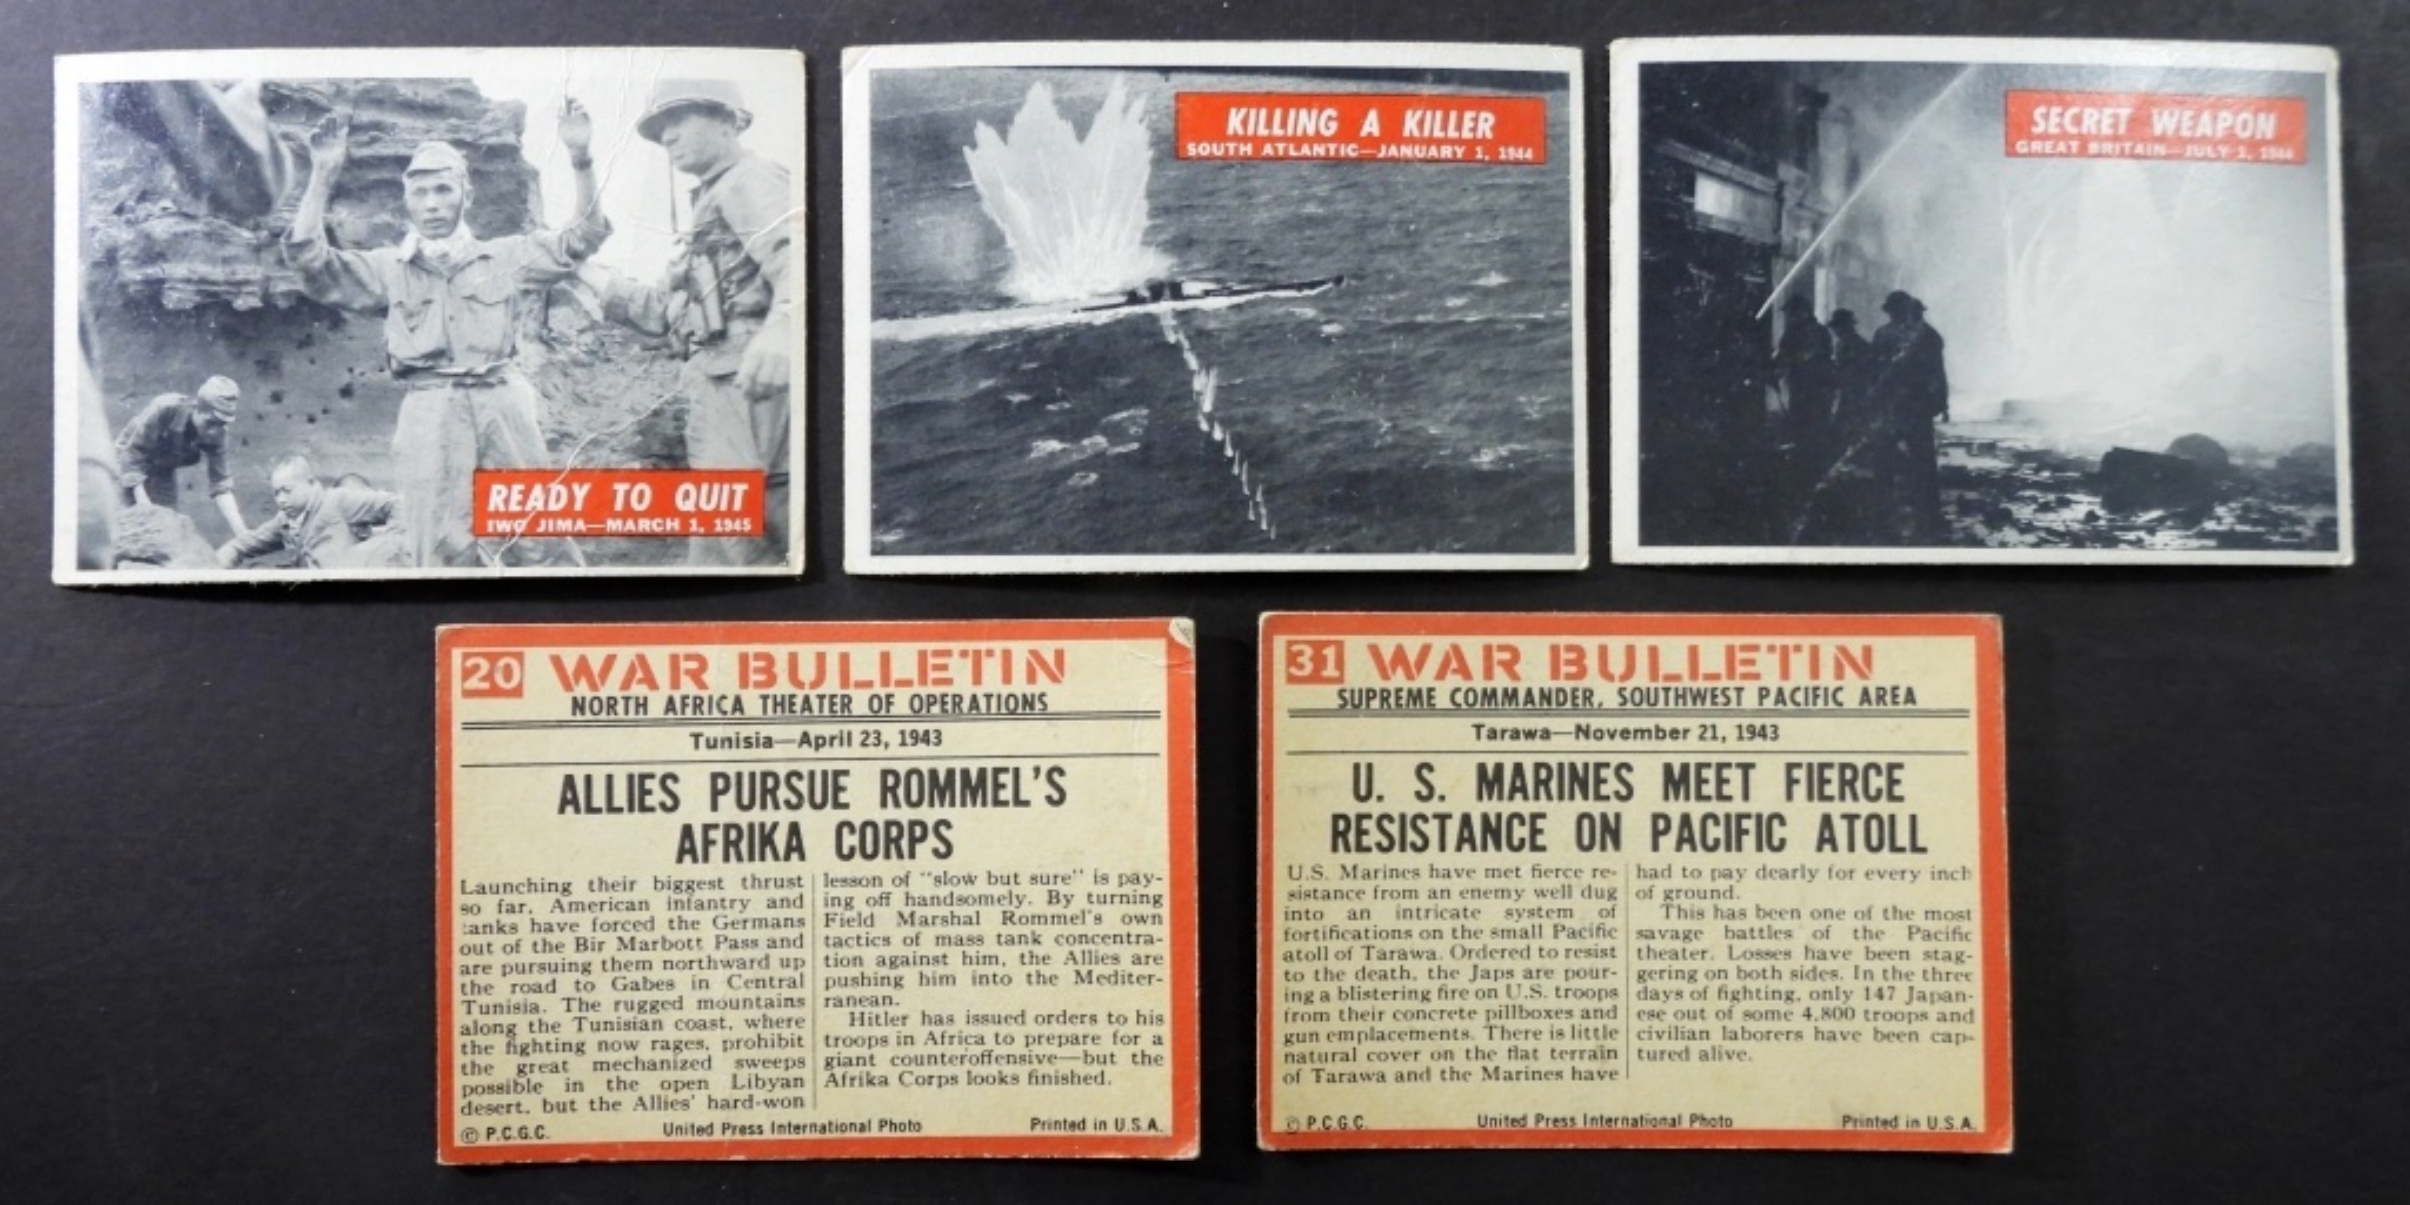 READY TO QUIT
IWO JIMA—MARCH 1, 1945
KILLING A KILLER
SOUTH ATLANTIC—JANUARY 1, 1944
SECRET WEAPON
GREAT BRITAIN—JULY 1, 1944
20 WAR BULLETIN
NORTH AFRICA THEATER OF OPERATIONS
Tunisia—April 23, 1943
ALLIES PURSUE ROMMEL'S
AFRIKA CORPS
Launching their biggest thrust
so far, American infantry and
tanks have forced the Germans
out of the Bir Marbott Pass and
are pursuing them northward up
the road to Gabes in Central
Tunisia. The rugged mountains
along the Tunisian coast, where
the fighting now rages, prohibit
the great mechanized sweeps
possible in the open Libyan
desert, but the Allies' hard-won
lesson of "slow but sure" is pay-
ing off handsomely. By turning
Field Marshal Rommel's own
tactics of mass tank concentra-
tion against him, the Allies are
pushing him into the Mediter-
ranean.
Hitler has issued orders to his
troops in Africa to prepare for a
giant counteroffensive—but the
Afrika Corps looks finished.
© P.C.G.C. United Press International Photo Printed in U.S.A.
31 WAR BULLETIN
SUPREME COMMANDER, SOUTHWEST PACIFIC AREA
Tarawa—November 21, 1943
U. S. MARINES MEET FIERCE
RESISTANCE ON PACIFIC ATOLL
U.S. Marines have met fierce re-
sistance from an enemy well dug
into an intricate system of
fortifications on the small Pacific
atoll of Tarawa. Ordered to resist
to the death, the Japs are pour-
ing a blistering fire on U.S. troops
from their concrete pillboxes and
gun emplacements. There is little
natural cover on the flat terrain
of Tarawa and the Marines have
had to pay dearly for every inch
of ground.
This has been one of the most
savage battles of the Pacific
theater. Losses have been stag-
gering on both sides. In the three
days of fighting, only 147 Japan-
ese out of some 4,800 troops and
civilian laborers have been cap-
tured alive.
© P.C.G.C. United Press International Photo Printed in U.S.A.